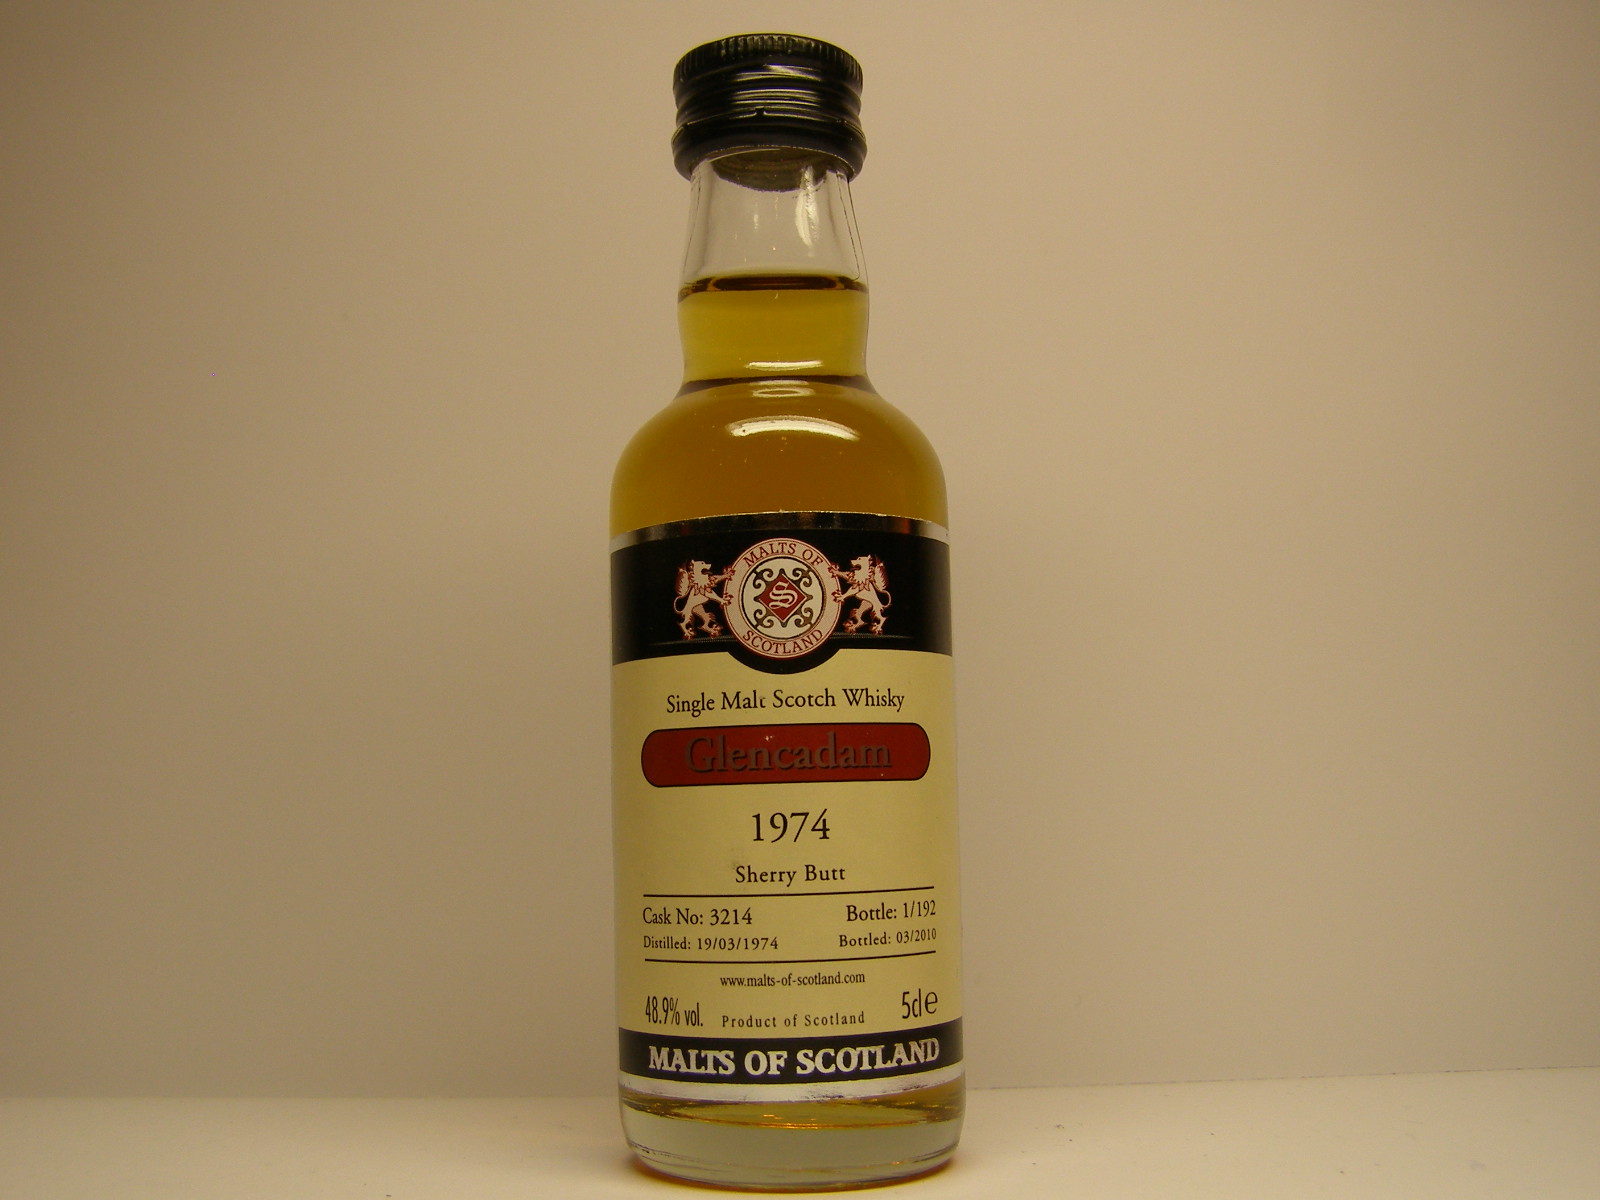 MALTS OF
S
SCOTLAND
Single Malt Scotch Whisky
Glencadam
1974
Sherry Butt
Cask No: 3214 Bottle: 1/192
Distilled: 19/03/1974 Bottled: 03/2010
www.malts-of-scotland.com
48.9% vol. Product of Scotland 5cl℮
MALTS OF SCOTLAND